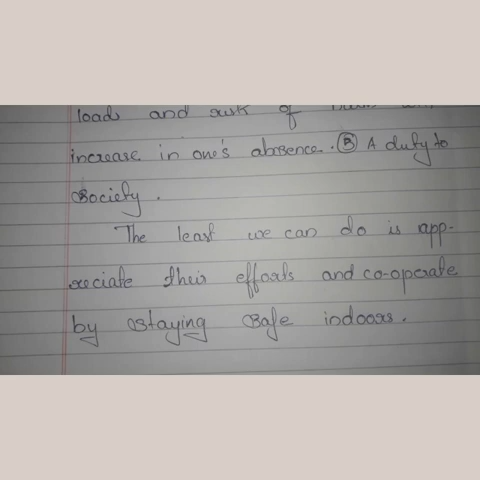 loads and risk of
increase in one's absence. (B) A duty to
society.
The least we can do is app-
reciate their efforts and co-operate
by staying safe indoors.